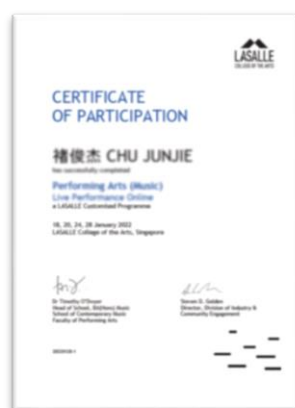 LASALLE
COLLEGE OF THE ARTS
CERTIFICATE
OF PARTICIPATION
褚俊杰 CHU JUNJIE
has successfully completed
Performing Arts (Music)
Live Performance Online
a LASALLE Customised Programme
18, 20, 24, 28 January 2022
LASALLE College of the Arts, Singapore
Dr Timothy O'Dwyer
Head of School, BA(Hons) Music
School of Contemporary Music
Faculty of Performing Arts
Steven D. Golden
Director, Division of Industry &
Community Engagement